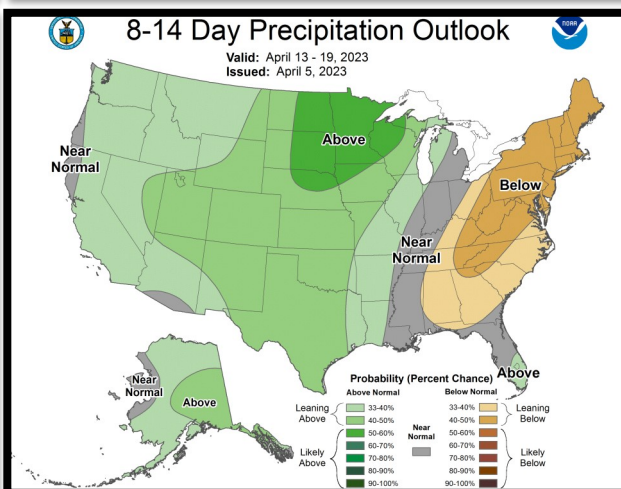 8-14 Day Precipitation Outlook
NOAA
Valid: April 13 - 19, 2023
Issued: April 5, 2023
Near
Normal
Above
Below
Near
Normal
Above
Near
Normal
Above
Probability (Percent Chance)
Above Normal
Below Normal
Leaning
Above
33-40%
40-50%
Likely
Above
50-60%
60-70%
70-80%
80-90%
90-100%
Near
Normal
33-40%
40-50%
Leaning
Below
50-60%
60-70%
70-80%
80-90%
90-100%
Likely
Below